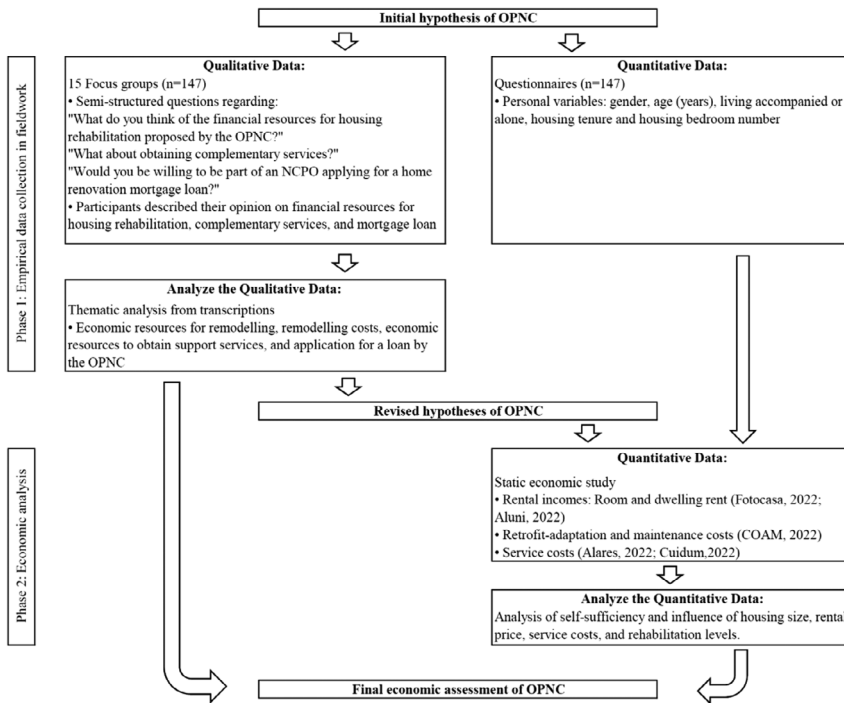 Initial hypothesis of OPNC
Phase 1: Empirical data collection in fieldwork
Qualitative Data:
15 Focus groups (n=147)
• Semi-structured questions regarding:
"What do you think of the financial resources for housing
rehabilitation proposed by the OPNC?"
"What about obtaining complementary services?"
"Would you be willing to be part of an NCPO applying for a home
renovation mortgage loan?"
• Participants described their opinion on financial resources for
housing rehabilitation, complementary services, and mortgage loan
Quantitative Data:
Questionnaires (n=147)
• Personal variables: gender, age (years), living accompanied or
alone, housing tenure and housing bedroom number
Analyze the Qualitative Data:
Thematic analysis from transcriptions
• Economic resources for remodelling, remodelling costs, economic
resources to obtain support services, and application for a loan by
the OPNC
Revised hypotheses of OPNC
Phase 2: Economic analysis
Quantitative Data:
Static economic study
• Rental incomes: Room and dwelling rent (Fotocasa, 2022;
Aluni, 2022)
• Retrofit-adaptation and maintenance costs (COAM, 2022)
• Service costs (Alares, 2022; Cuidum,2022)
Analyze the Quantitative Data:
Analysis of self-sufficiency and influence of housing size, rental
price, service costs, and rehabilitation levels.
Final economic assessment of OPNC